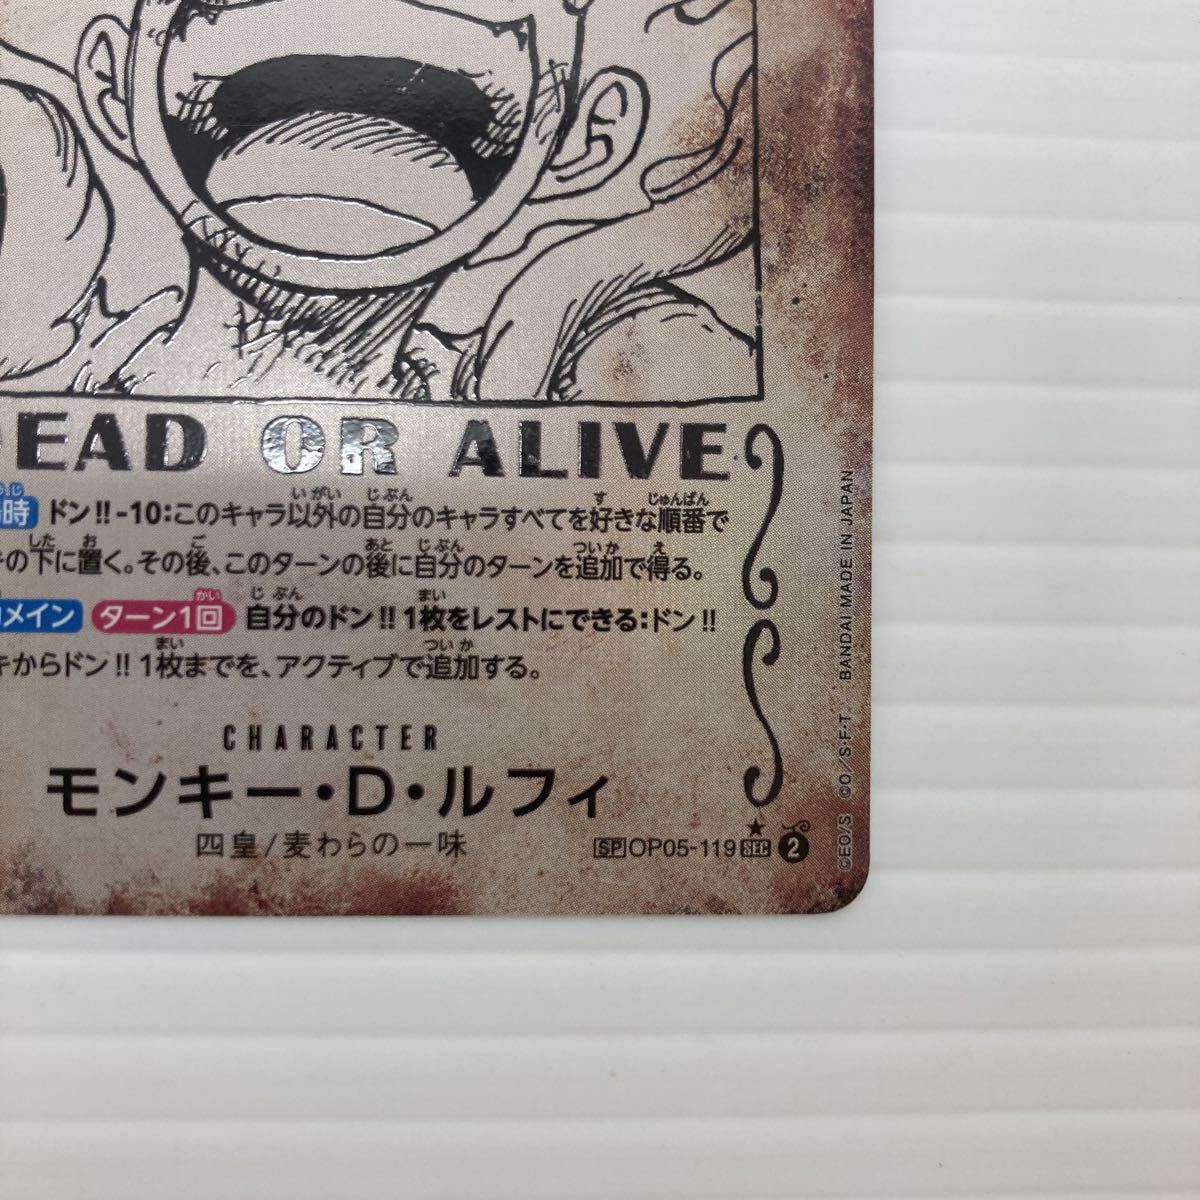 DEAD OR ALIVE
時 ドン!!-10:このキャラ以外の自分のキャラすべてを好きな順番で
の下に置く。その後、このターンの後に自分のターンを追加で得る。
メイン ターン1回 自分のドン!!1枚をレストにできる:ドン!!
キからドン!!1枚までを、アクティブで追加する。
CHARACTER
モンキー・D・ルフィ
四皇/麦わらの一味
SP OP05-119 SEC ★ 2
©EO/S ©O/S・F・T BANDAI MADE IN JAPAN